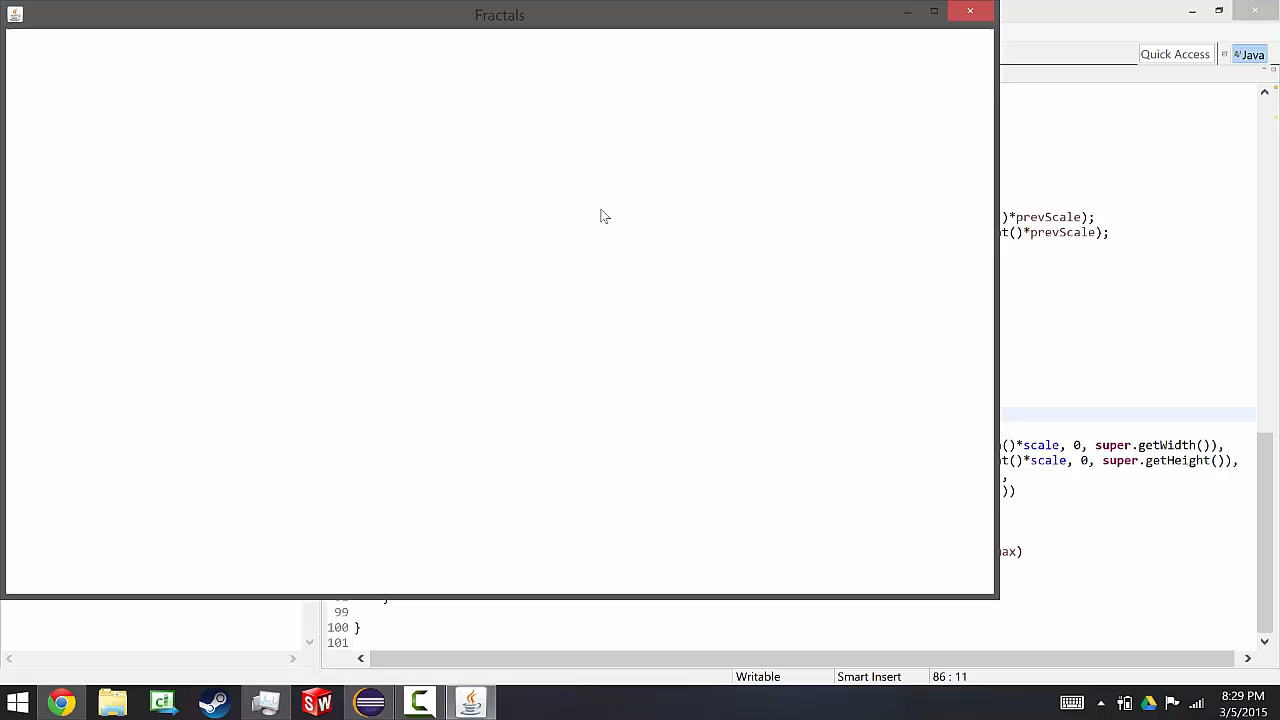 Fractals
Quick Access
Java
)*prevScale);
t()*prevScale);
()*scale, 0, super.getWidth()),
t()*scale, 0, super.getHeight()),
,
))
ax)
99
100 }
101
Writable
Smart Insert
86 : 11
8:29 PM
3/5/2015